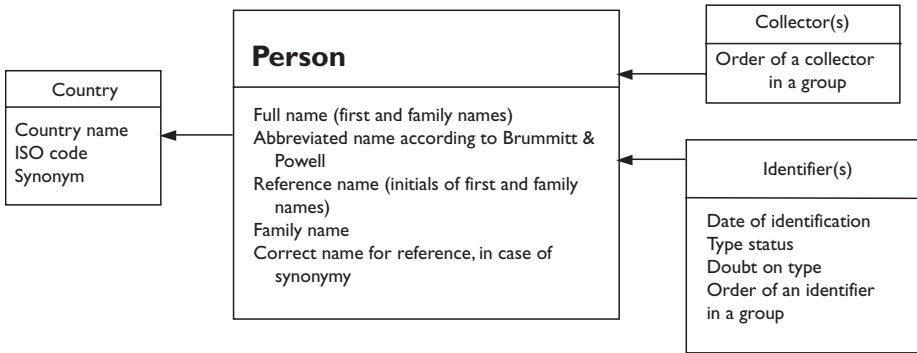 Country
Country name
ISO code
Synonym
Person
Full name (first and family names)
Abbreviated name according to Brummitt &
Powell
Reference name (initials of first and family
names)
Family name
Correct name for reference, in case of
synonymy
Collector(s)
Order of a collector
in a group
Identifier(s)
Date of identification
Type status
Doubt on type
Order of an identifier
in a group